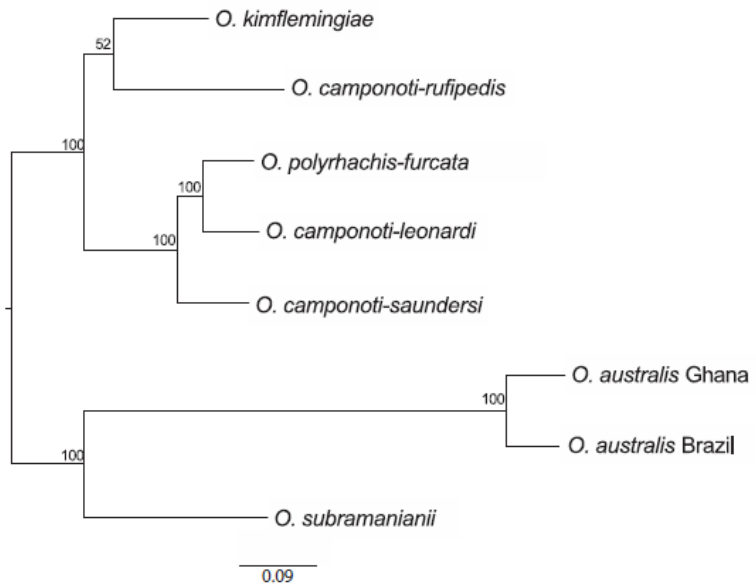 O. kimflemingiae
52
O. camponoti-rufipedis
100
O. polyrhachis-furcata
100
O. camponoti-leonardi
100
O. camponoti-saundersi
O. australis Ghana
100
O. australis Brazil
100
O. subramanianii
0.09